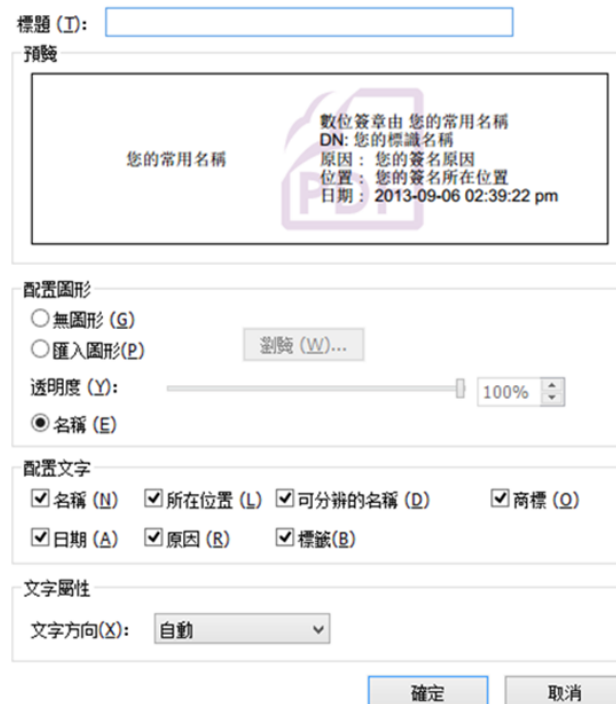 標題 (T):
預覽
您的常用名稱
數位簽章由 您的常用名稱
DN: 您的標識名稱
原因： 您的簽名原因
位置： 您的簽名所在位置
日期： 2013-09-06 02:39:22 pm
PDF
配置圖形
無圖形 (G)
匯入圖形(P)
瀏覽 (W)...
透明度 (Y):
100%
名稱 (E)
配置文字
名稱 (N) 所在位置 (L) 可分辨的名稱 (D) 商標 (O)
日期 (A) 原因 (R) 標籤(B)
文字屬性
文字方向(X): 自動
確定 取消